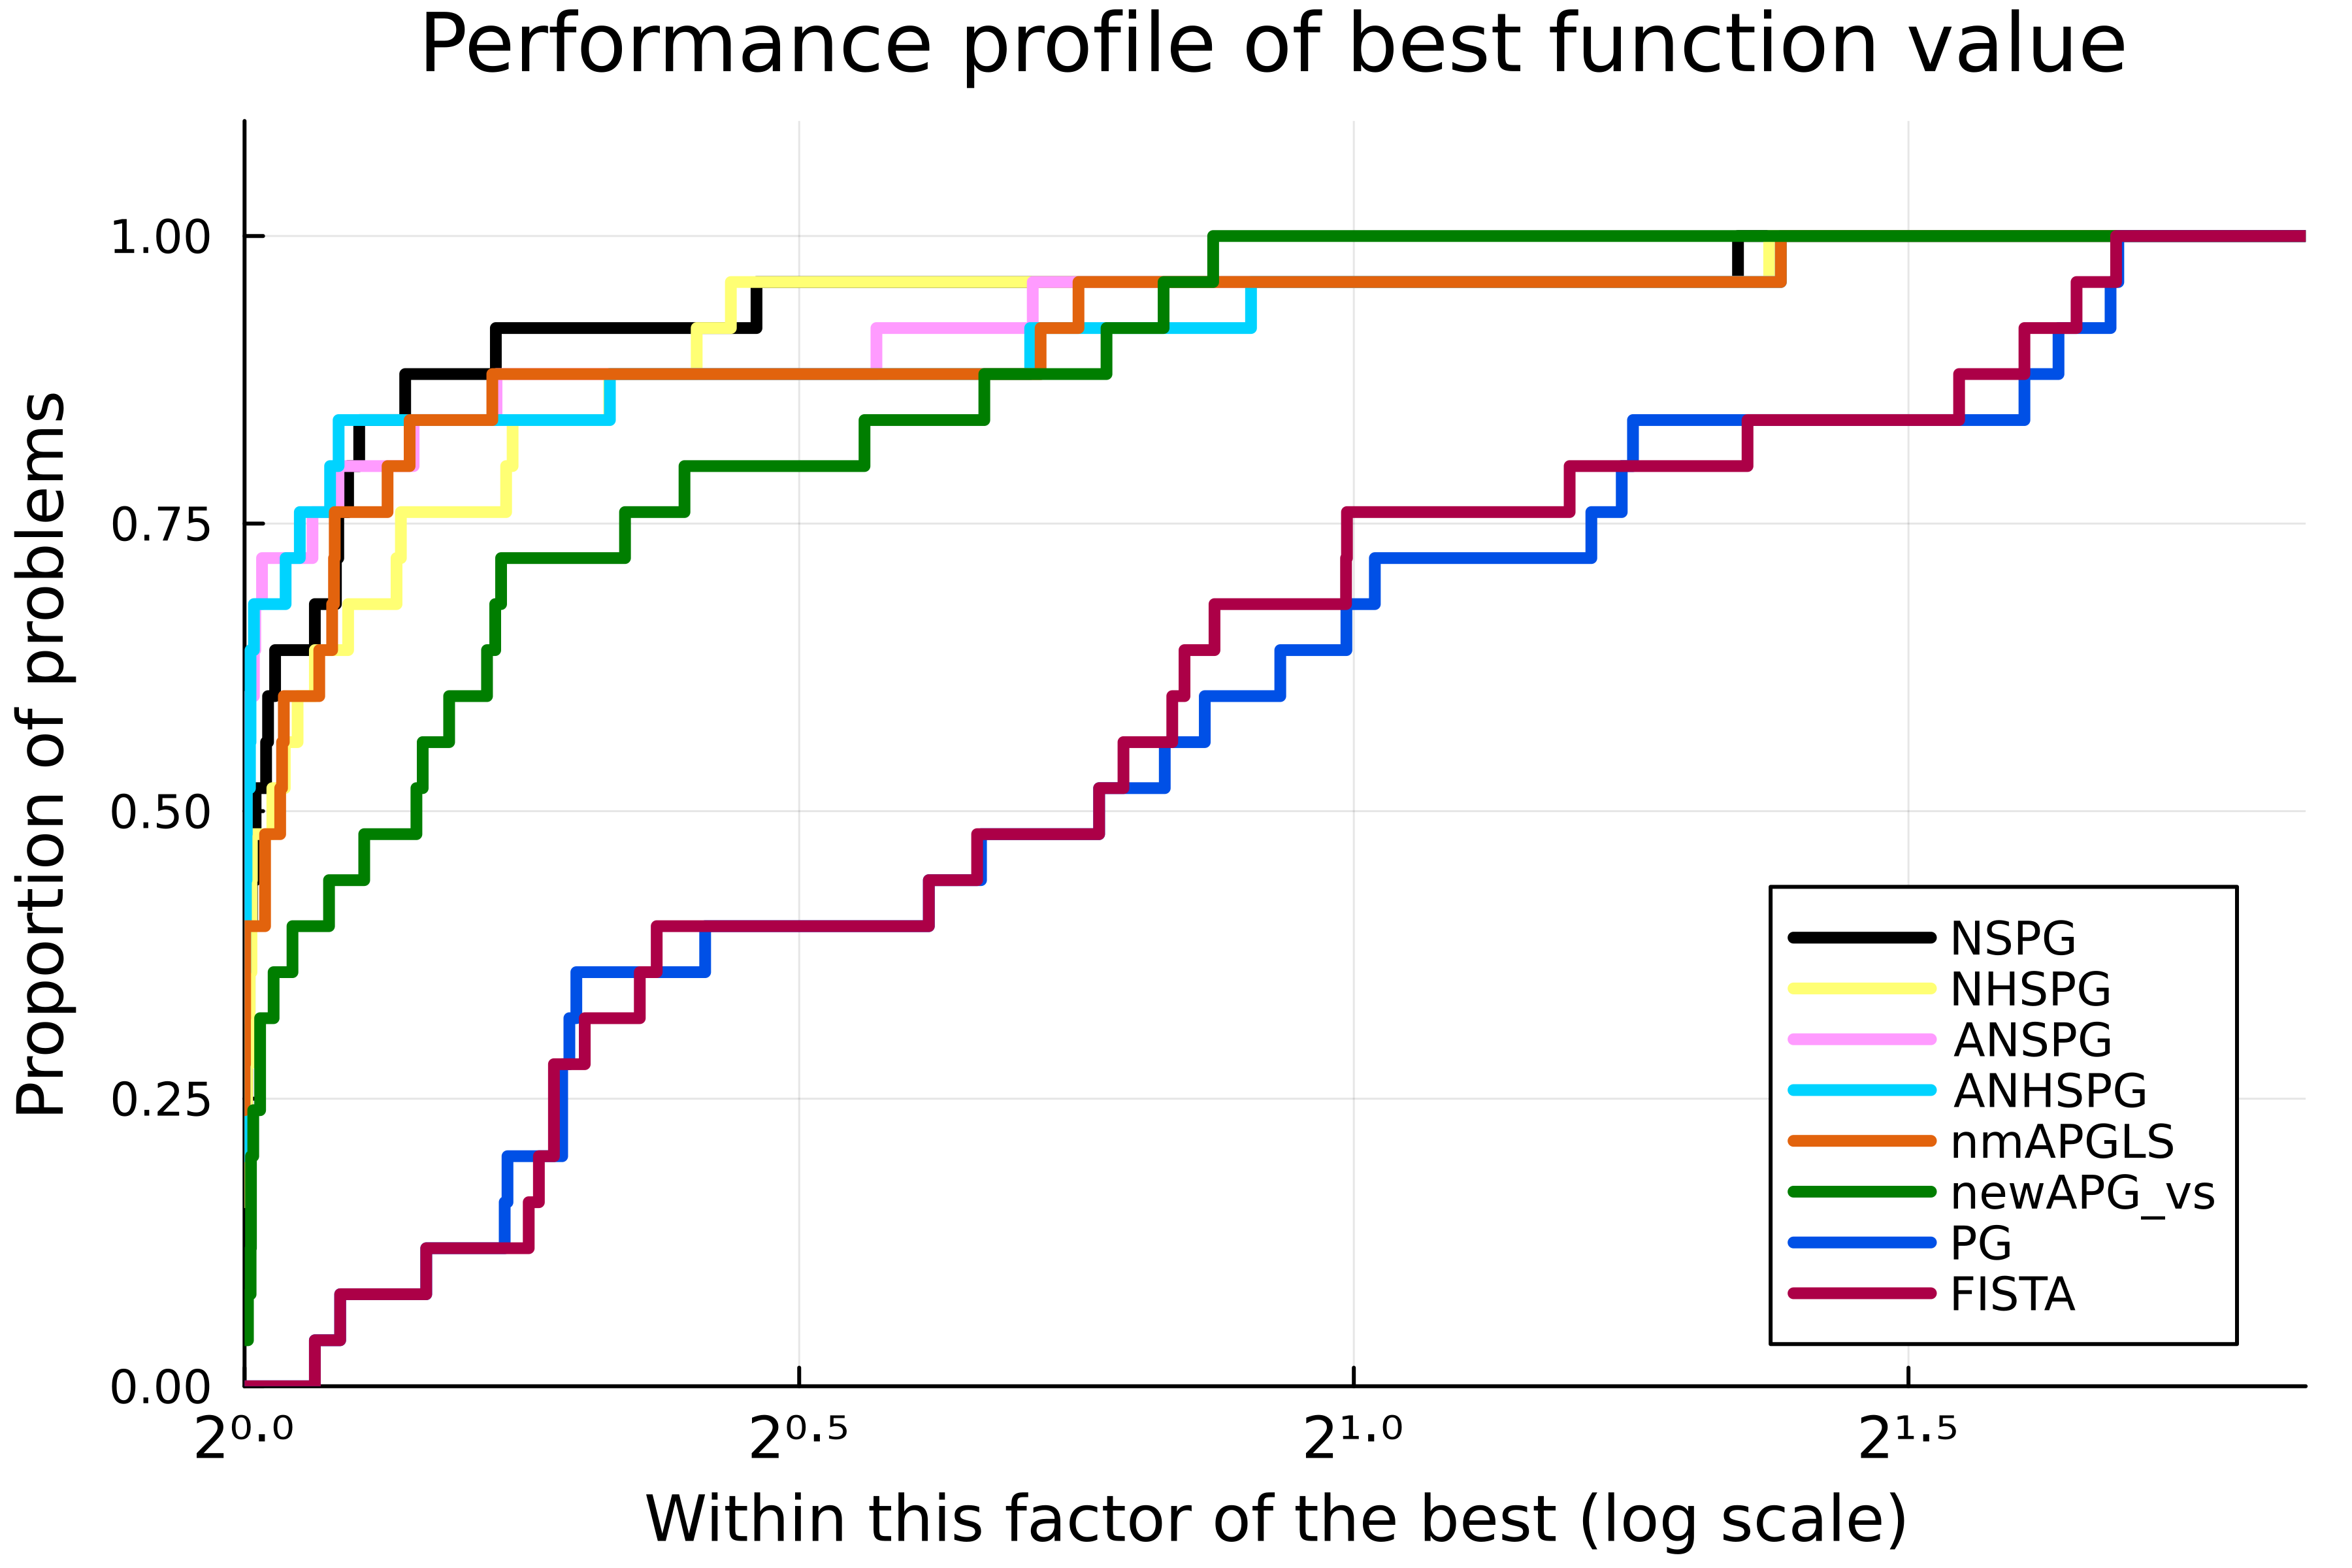 Performance profile of best function value
Proportion of problems
1.00
0.75
0.50
0.25
0.00
2⁰·⁰
2⁰·⁵
2¹·⁰
2¹·⁵
Within this factor of the best (log scale)
NSPG
NHSPG
ANSPG
ANHSPG
nmAPGLS
newAPG_vs
PG
FISTA